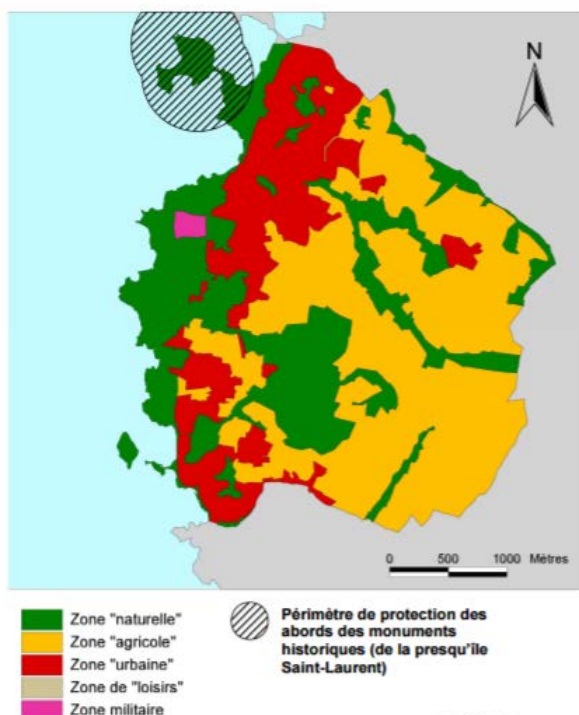 N
0 500 1000 Mètres
Zone "naturelle"
Zone "agricole"
Zone "urbaine"
Zone de "loisirs"
Zone militaire
Périmètre de protection des
abords des monuments
historiques (de la presqu'île
Saint-Laurent)